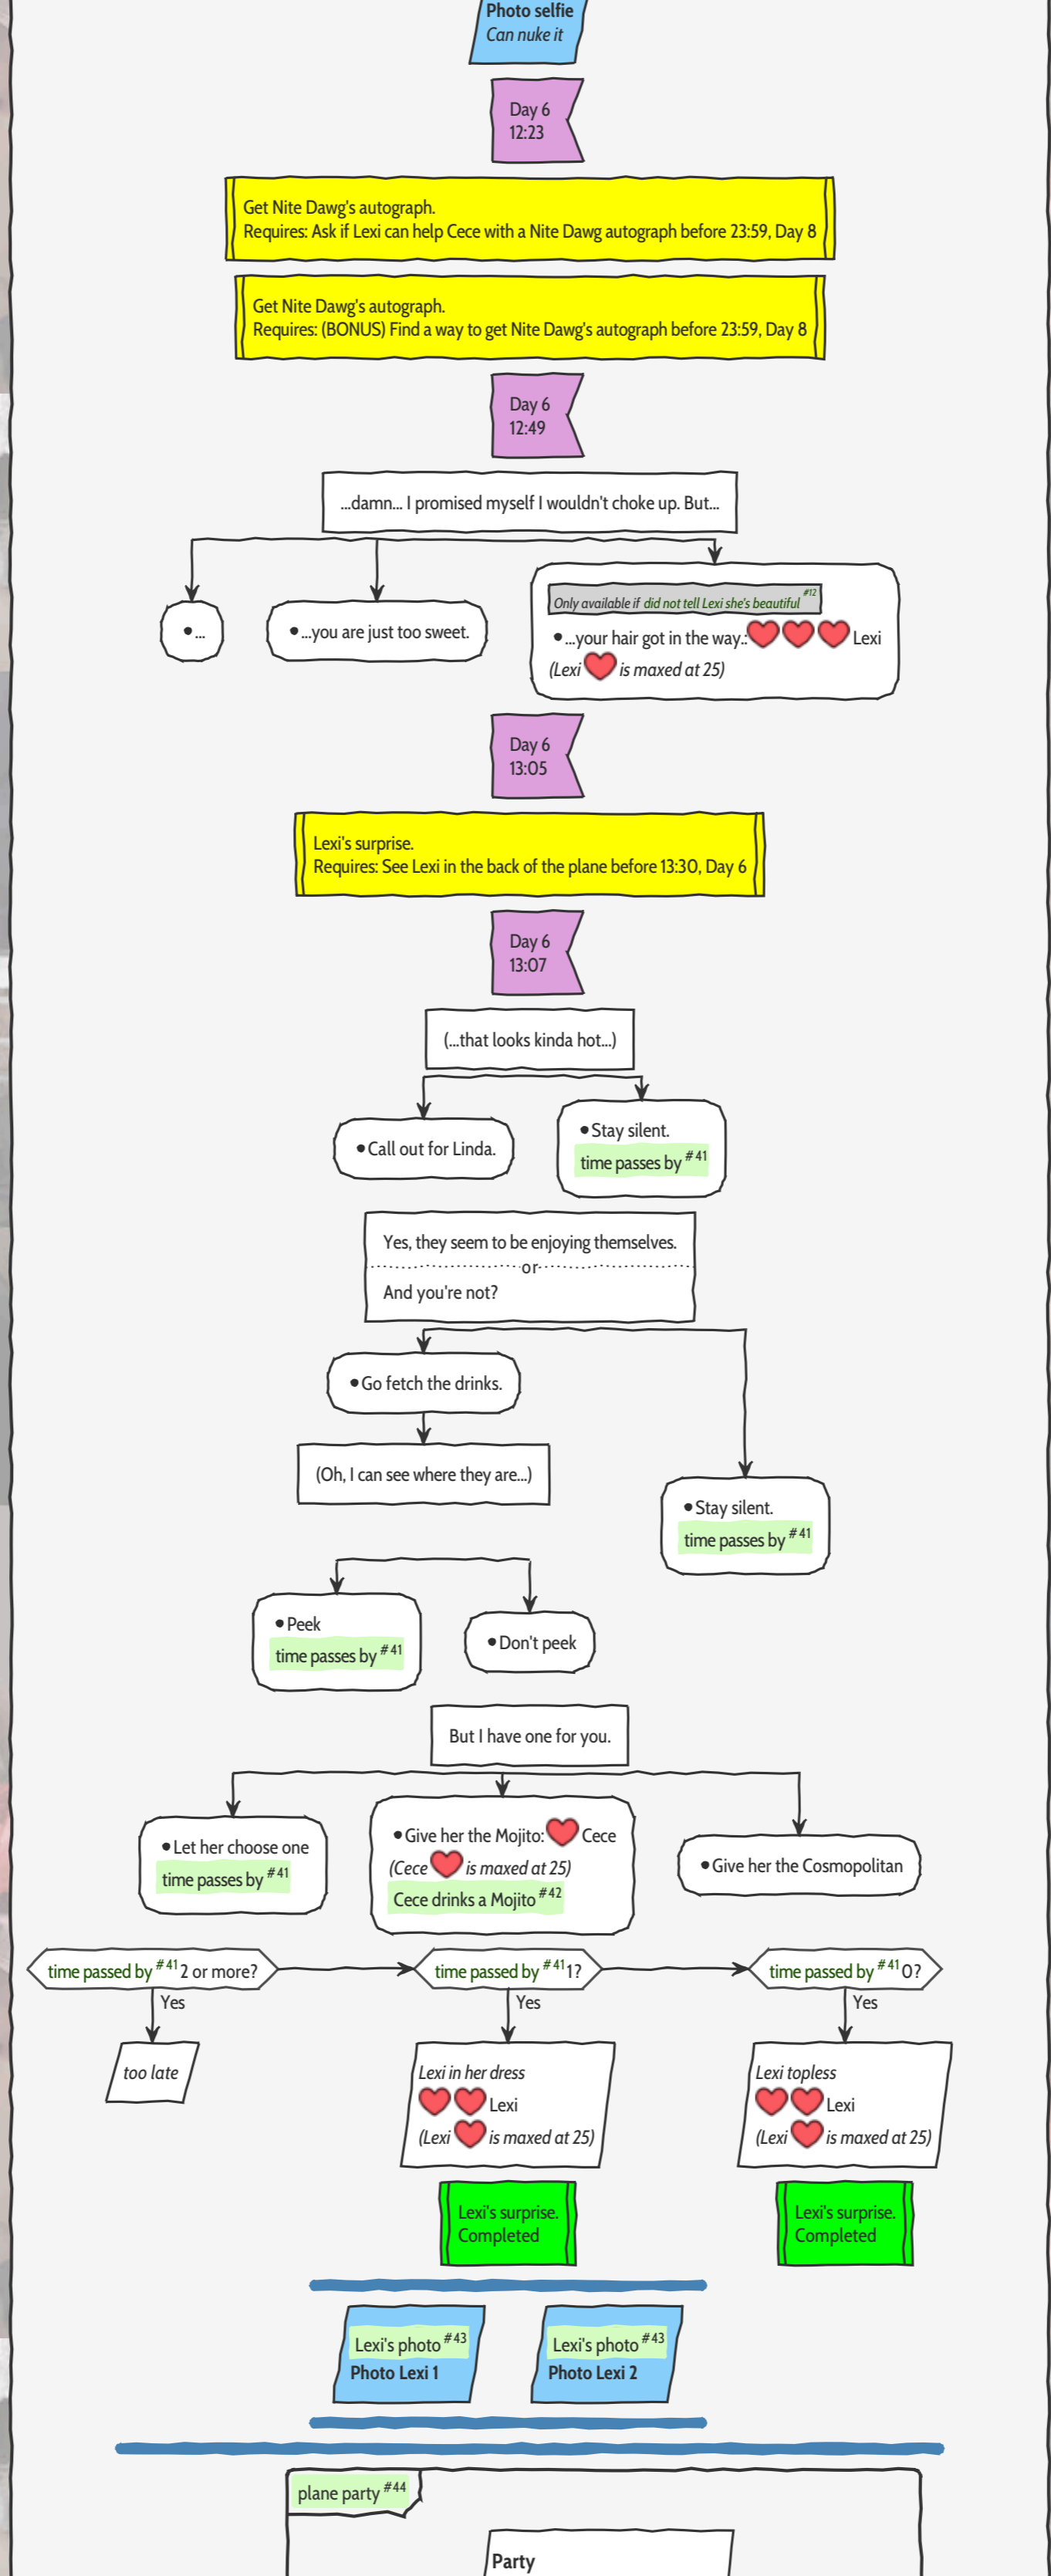 Photo selfie
Can nuke it
Day 6
12:23
Get Nite Dawg's autograph.
Requires: Ask if Lexi can help Cece with a Nite Dawg autograph before 23:59, Day 8
Get Nite Dawg's autograph.
Requires: (BONUS) Find a way to get Nite Dawg's autograph before 23:59, Day 8
Day 6
12:49
...damn... I promised myself I wouldn't choke up. But...
•...
•...you are just too sweet.
Only available if did not tell Lexi she's beautiful #12
•...your hair got in the way.:❤️❤️❤️ Lexi
(Lexi ❤️ is maxed at 25)
Day 6
13:05
Lexi's surprise.
Requires: See Lexi in the back of the plane before 13:30, Day 6
Day 6
13:07
(...that looks kinda hot...)
•Call out for Linda.
•Stay silent.
time passes by #41
Yes, they seem to be enjoying themselves.
or
And you're not?
•Go fetch the drinks.
(Oh, I can see where they are...)
•Stay silent.
time passes by #41
•Peek
time passes by #41
•Don't peek
But I have one for you.
•Let her choose one
time passes by #41
•Give her the Mojito:❤️ Cece
(Cece ❤️ is maxed at 25)
Cece drinks a Mojito #42
•Give her the Cosmopolitan
time passed by #41 2 or more?
time passed by #41 1?
time passed by #41 0?
Yes
Yes
Yes
too late
Lexi in her dress
❤️❤️ Lexi
(Lexi ❤️ is maxed at 25)
Lexi topless
❤️❤️ Lexi
(Lexi ❤️ is maxed at 25)
Lexi's surprise.
Completed
Lexi's surprise.
Completed
Lexi's photo #43
Photo Lexi 1
Lexi's photo #43
Photo Lexi 2
plane party #44
Party